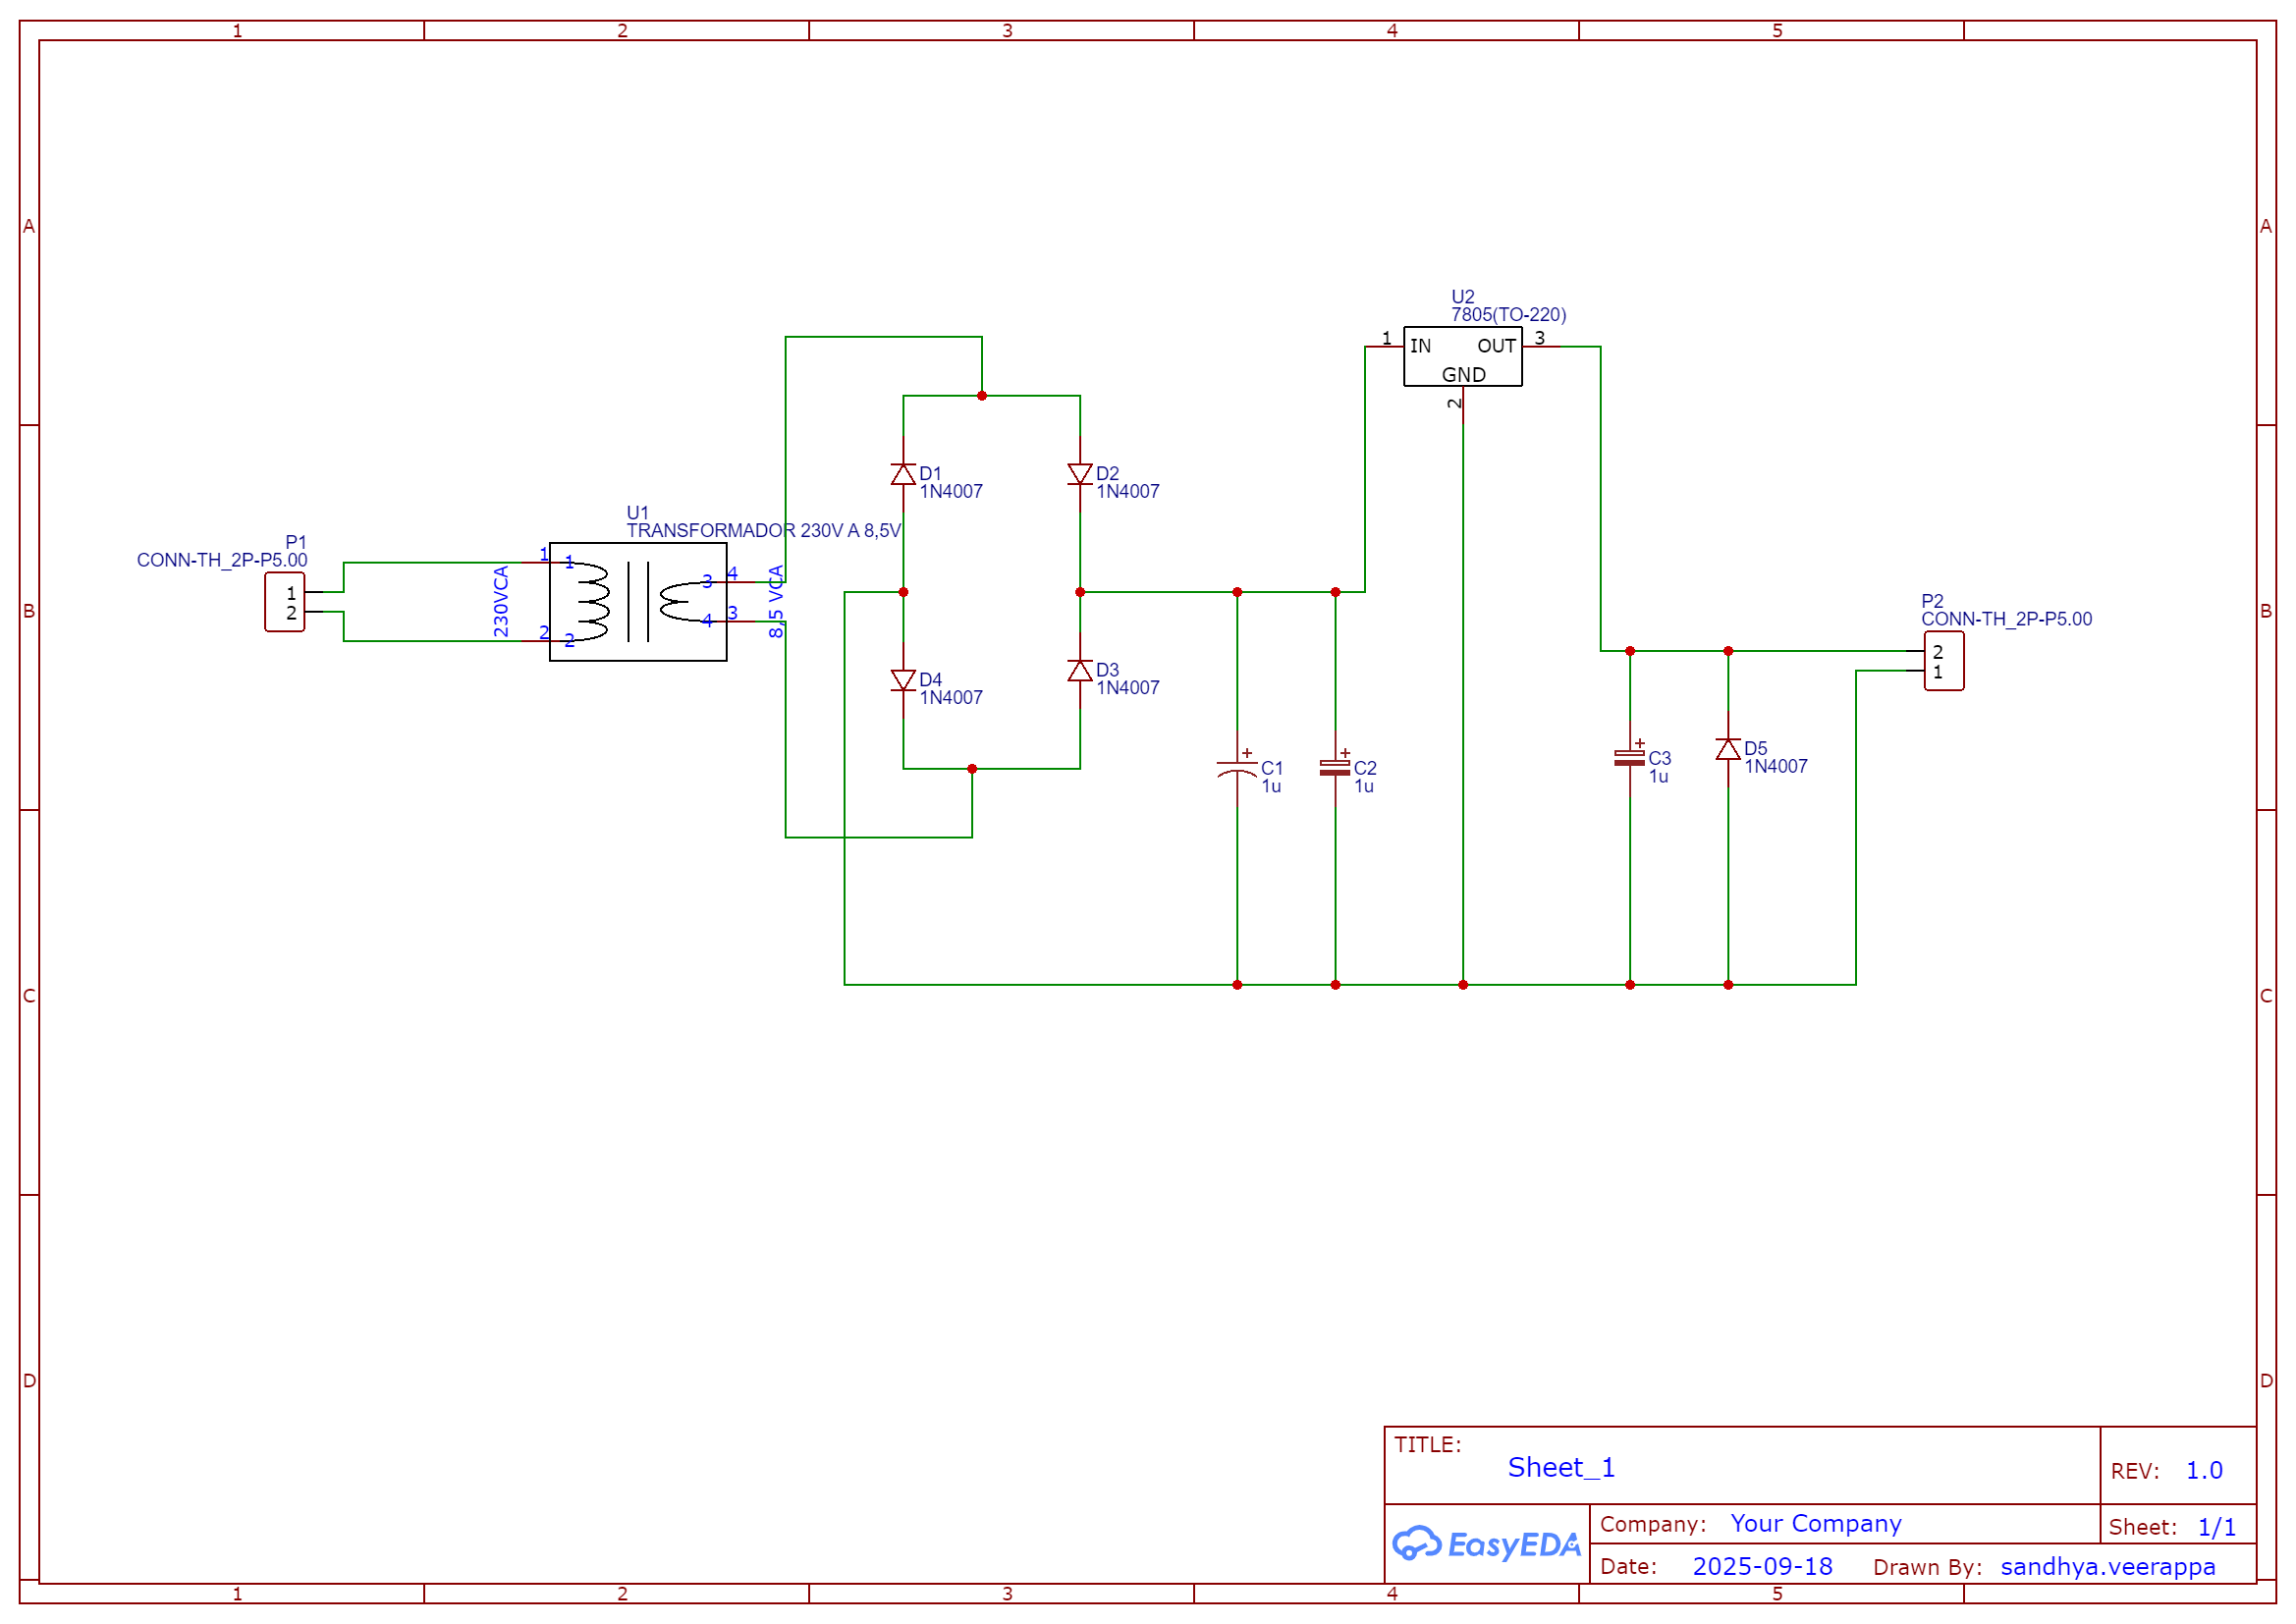 1 2 3 4 5
A A
U2
7805(TO-220)
1 IN OUT 3
GND
2
D1
1N4007
D2
1N4007
U1
TRANSFORMADOR 230V A 8,5V
P1
CONN-TH_2P-P5.00
1
2
230VCA
1 1
2 2
3 4
4 3
8,5 VCA
B B
P2
CONN-TH_2P-P5.00
2
1
D4
1N4007
D3
1N4007
+
C1
1u
+
C2
1u
+
C3
1u
D5
1N4007
C C
D D
TITLE:
Sheet_1
REV: 1.0
EasyEDA
Company: Your Company
Sheet: 1/1
Date: 2025-09-18 Drawn By: sandhya.veerappa
1 2 3 4 5